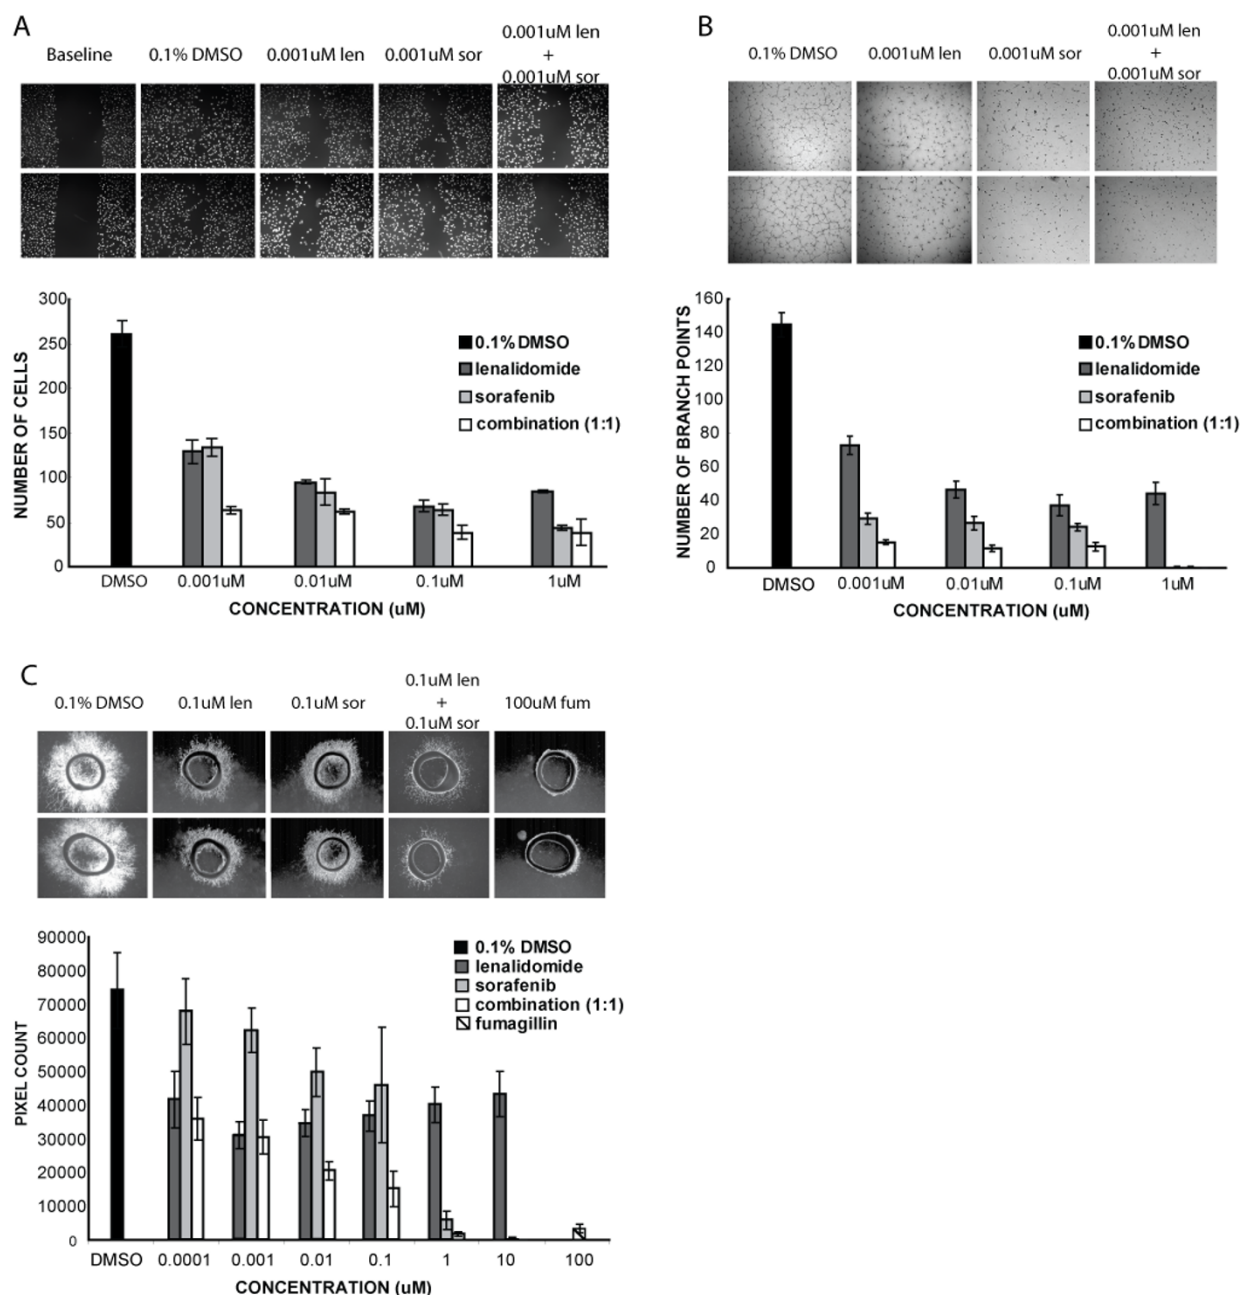 A
Baseline
0.1% DMSO
0.001uM len
0.001uM sor
0.001uM len
+
0.001uM sor
300
250
200
150
100
50
0
NUMBER OF CELLS
0.1%DMSO
lenalidomide
sorafenib
combination (1:1)
DMSO
0.001uM
0.01uM
0.1uM
1uM
CONCENTRATION (uM)
B
0.1% DMSO
0.001uM len
0.001uM sor
0.001uM len
+
0.001uM sor
160
140
120
100
80
60
40
20
0
NUMBER OF BRANCH POINTS
0.1%DMSO
lenalidomide
sorafenib
combination (1:1)
DMSO
0.001uM
0.01uM
0.1uM
1uM
CONCENTRATION (uM)
C
0.1% DMSO
0.1uM len
0.1uM sor
0.1uM len
+
0.1uM sor
100uM fum
90000
80000
70000
60000
50000
40000
30000
20000
10000
0
PIXEL COUNT
0.1% DMSO
lenalidomide
sorafenib
combination (1:1)
fumagillin
DMSO
0.0001
0.001
0.01
0.1
1
10
100
CONCENTRATION (uM)